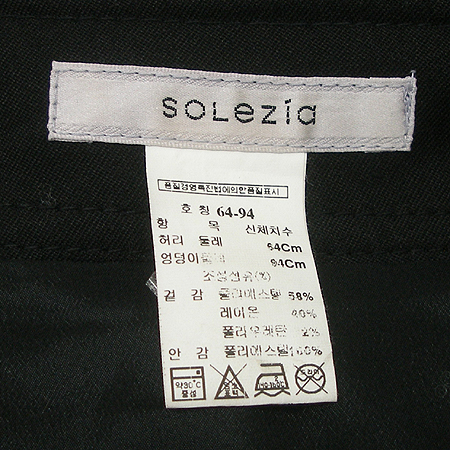 SOLezia
품질경영촉진법에의한품질표시
호 칭 64-94
항 목 신체치수
허리 둘레 64Cm
엉덩이둘레 94Cm
조성섬유(%)
겉 감 폴리에스텔 58%
레이온 40%
폴리우레탄 2%
안 감 폴리에스텔100%
약30℃
중성